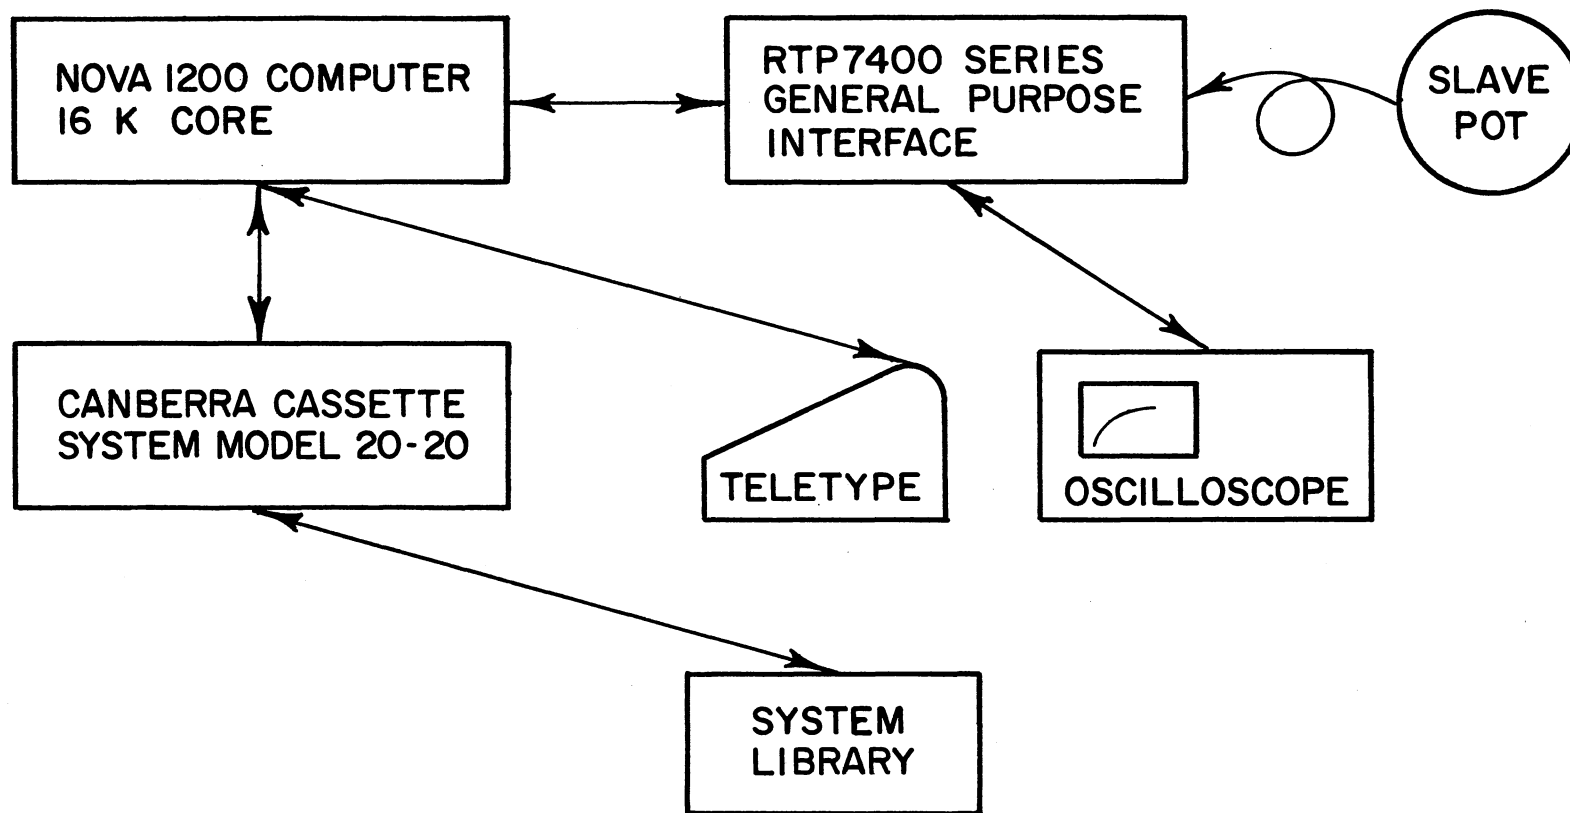 NOVA 1200 COMPUTER
16 K CORE
RTP7400 SERIES
GENERAL PURPOSE
INTERFACE
SLAVE
POT
CANBERRA CASSETTE
SYSTEM MODEL 20-20
TELETYPE
OSCILLOSCOPE
SYSTEM
LIBRARY